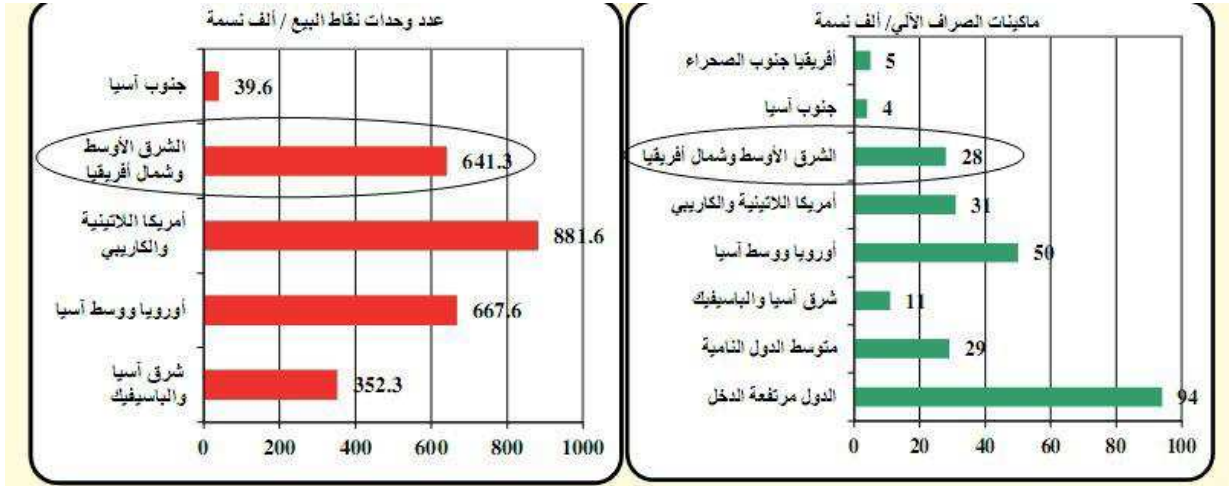 ماكينات الصراف الآلي/ ألف نسمة
أفريقيا جنوب الصحراء
5
جنوب آسيا
4
الشرق الأوسط وشمال أفريقيا
28
أمريكا اللاتينية والكاريبي
31
أوروبا ووسط آسيا
50
شرق آسيا والباسيفيك
11
متوسط الدول النامية
29
الدول مرتفعة الدخل
94
0 20 40 60 80 100
عدد وحدات نقاط البيع / ألف نسمة
جنوب آسيا
39.6
الشرق الأوسط
وشمال أفريقيا
641.3
أمريكا اللاتينية
والكاريبي
881.6
أوروبا ووسط آسيا
667.6
شرق آسيا
والباسيفيك
352.3
0 200 400 600 800 1000